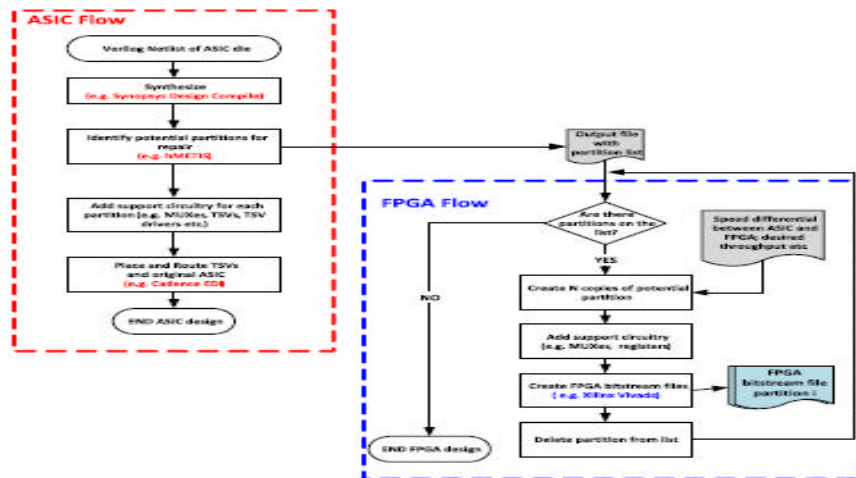 ASIC Flow
Verilog Netlist of ASIC die
Synthesize
(e.g. Synopsys Design Compile)
Identify potential partitions for
repair
(e.g. hMETIS)
Add support circuitry for each
partition (e.g. MUXes, TSVs, TSV
drivers etc.)
Place and Route TSVs
and original ASIC
(e.g. Cadence EDI)
END ASIC design
Output file
with
partition list
FPGA Flow
Are there
partitions on the
list?
Speed differential
between ASIC and
FPGA; desired
throughput etc
YES
NO
Create N copies of potential
partition
Add support circuitry
(e.g. MUXes, registers)
Create FPGA bitstream files
( e.g. Xilinx Vivado)
FPGA
bitstream file
partition i
Delete partition from list
END FPGA design